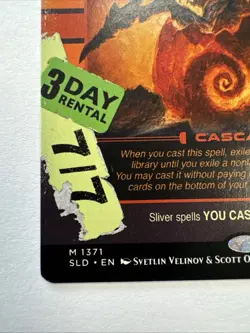 3 DAY
RENTAL
717
CASC
When you cast this spell, exile
library until you exile a non
You may cast it without paying
cards on the bottom of your
Sliver spells YOU CAS
M 1371
SLD • EN SVETLIN VELINOV & SCOTT O